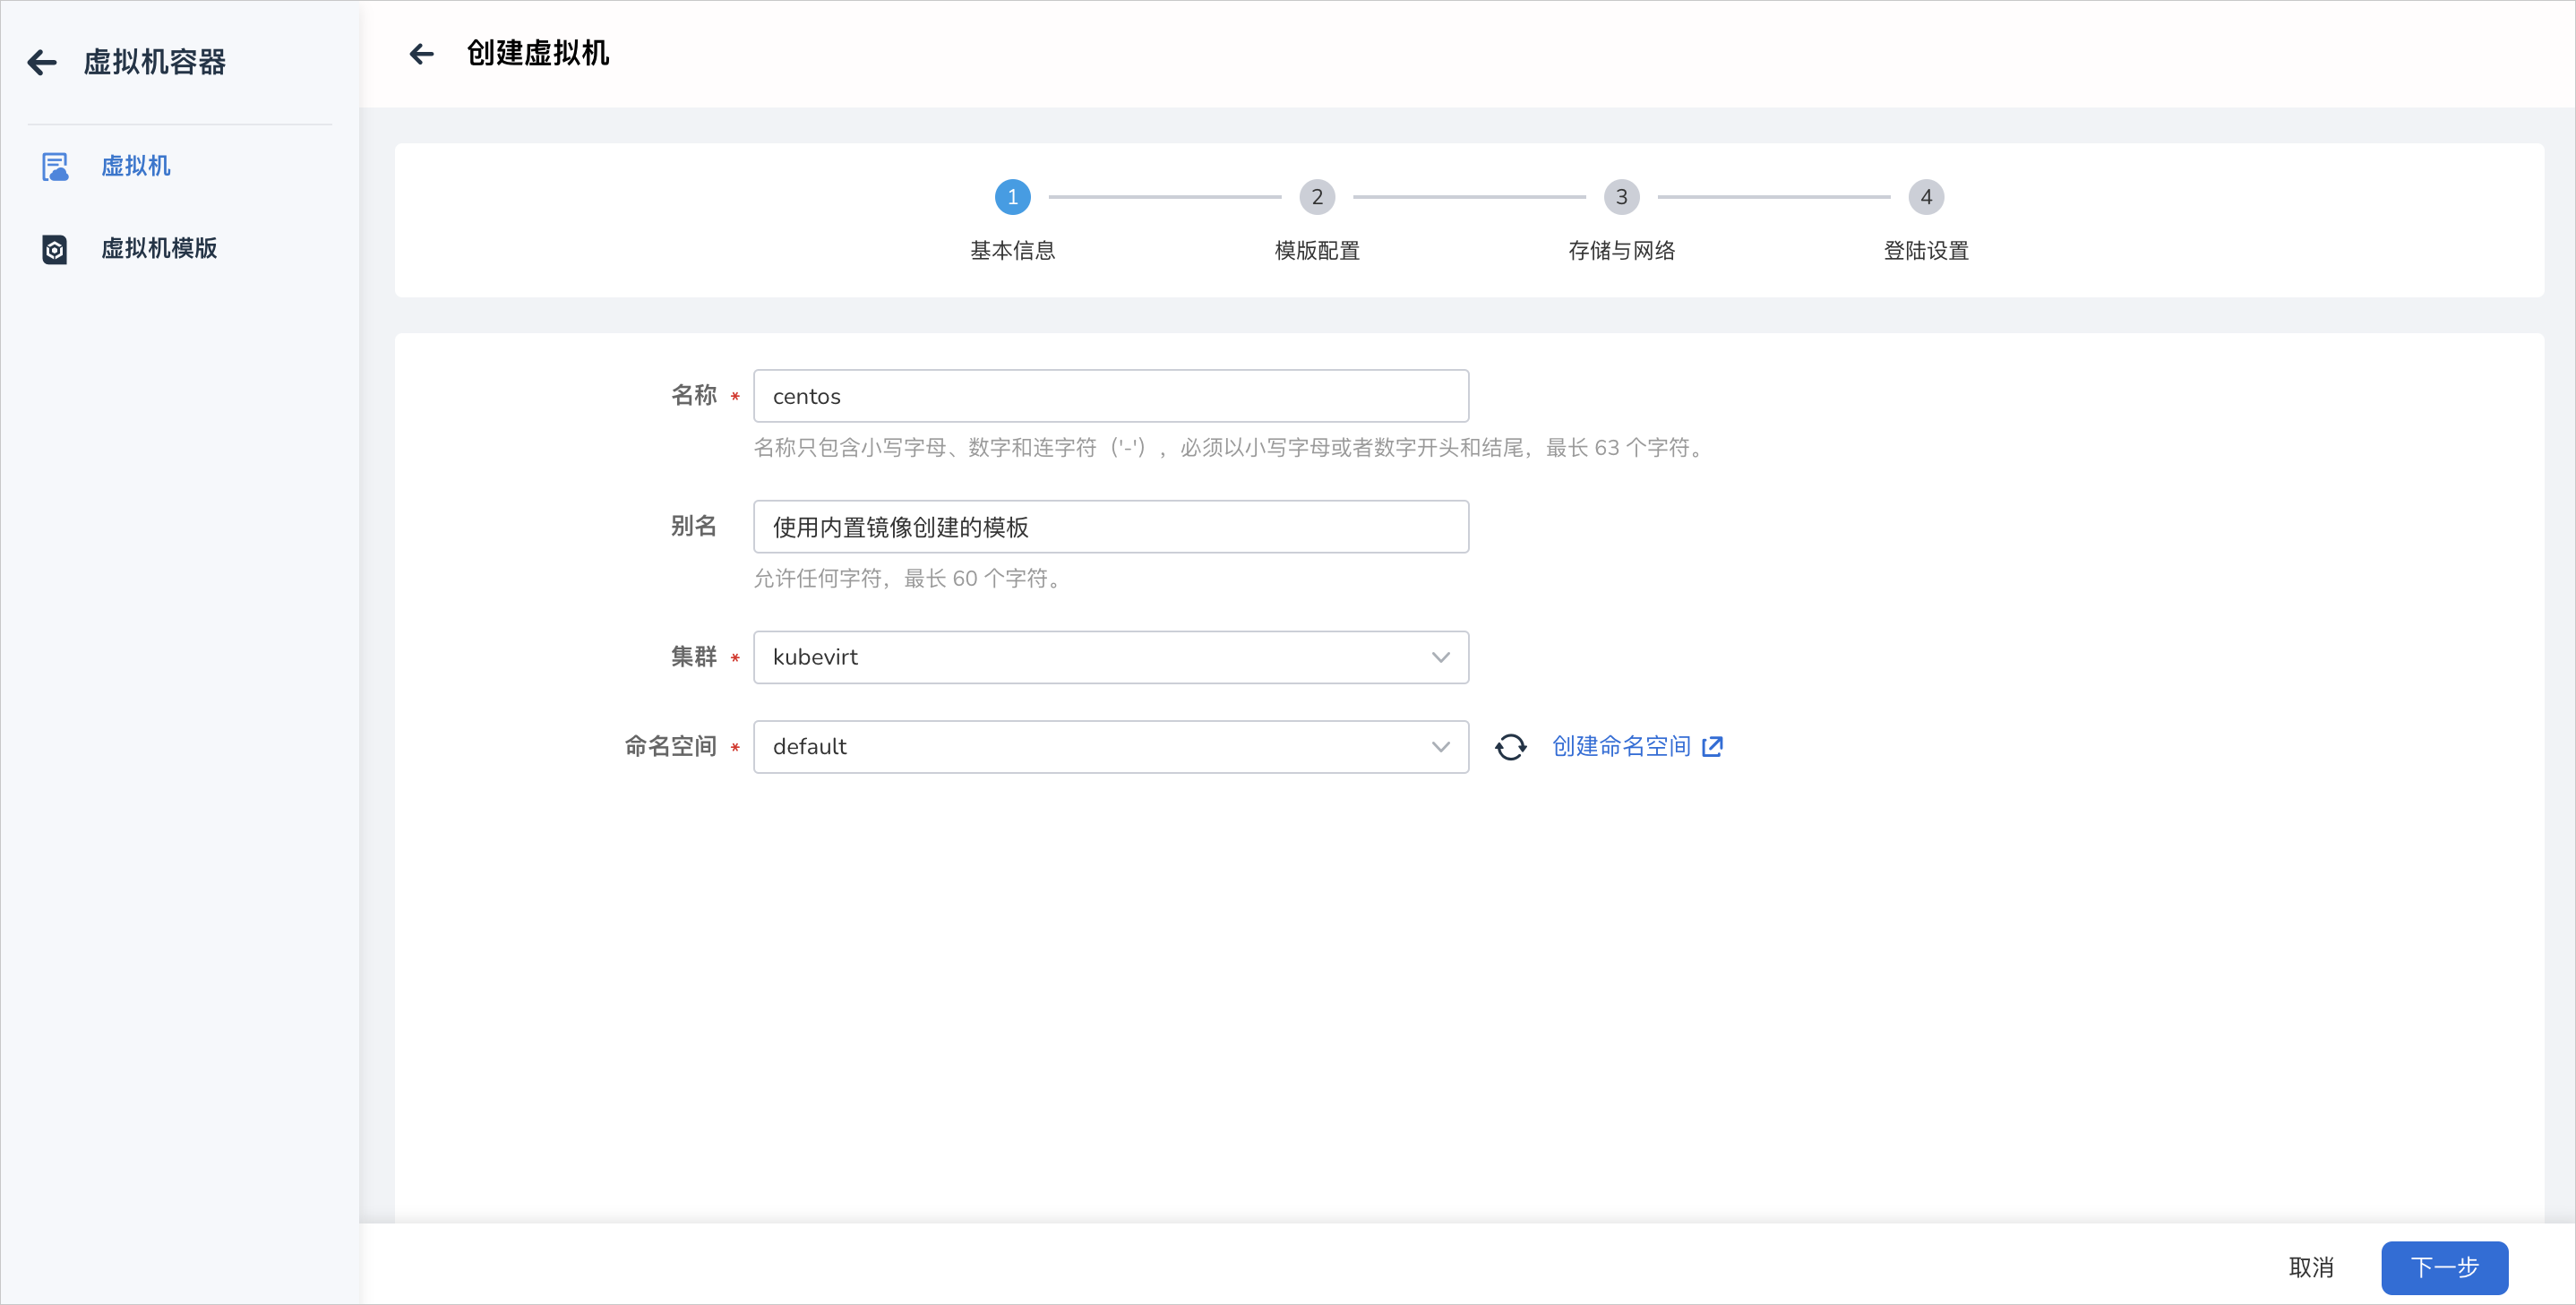 虚拟机容器
虚拟机
虚拟机模版
创建虚拟机
1
2
3
4
基本信息
模版配置
存储与网络
登陆设置
名称 *
centos
名称只包含小写字母、数字和连字符（'-'）, 必须以小写字母或者数字开头和结尾，最长 63 个字符。
别名
使用内置镜像创建的模板
允许任何字符，最长 60 个字符。
集群 *
kubevirt
命名空间 *
default
创建命名空间
取消
下一步